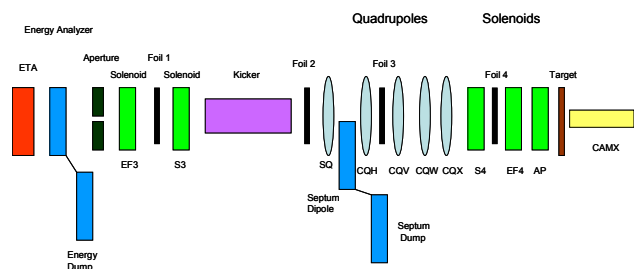 Quadrupoles
Solenoids
Energy Analyzer
Aperture
Foil 1
Foil 2
Foil 3
ETA
Solenoid
Solenoid
Kicker
Foil 4
Target
EF3
S3
SQ
CQH
CQV
CQW
CQX
S4
EF4
AP
CAMX
Septum
Dipole
Septum
Dump
Energy
Dump